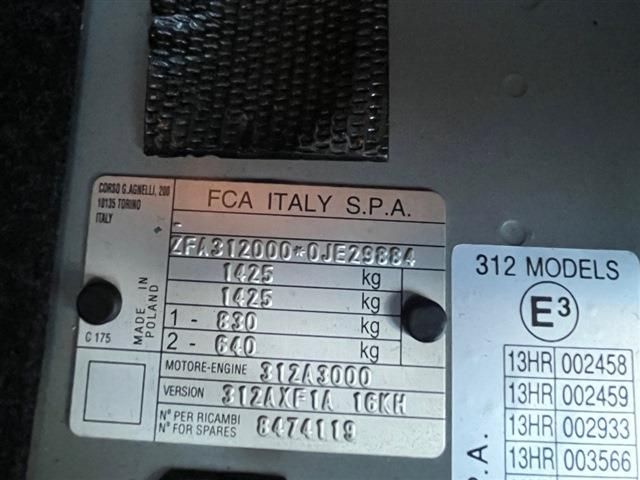 CORSO G.AGNELLI, 200
10135 TORINO
ITALY
FCA ITALY S.P.A.
-
ZFA312000*0JE29884
1425 kg
1425 kg
1 - 830 kg
2 - 640 kg
MADE IN
POLAND
C 175
MOTORE-ENGINE 312A3000
VERSION 312AXF1A 16KH
N° PER RICAMBI
N° FOR SPARES 8474119
312 MODELS
E3
13HR 002458
13HR 002459
13HR 002933
13HR 003566
P.A.